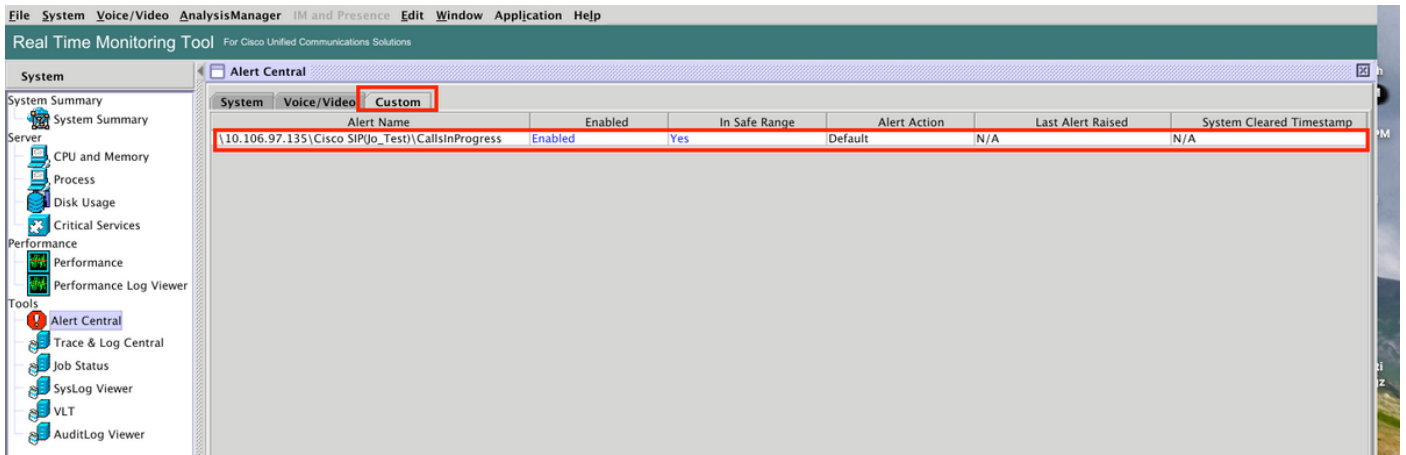 File System Voice/Video AnalysisManager IM and Presence Edit Window Application Help
Real Time Monitoring Tool For Cisco Unified Communications Solutions
System
System Summary
System Summary
Server
CPU and Memory
Process
Disk Usage
Critical Services
Performance
Performance
Performance Log Viewer
Tools
Alert Central
Trace & Log Central
Job Status
SysLog Viewer
VLT
AuditLog Viewer
Alert Central
System Voice/Video Custom
Alert Name Enabled In Safe Range Alert Action Last Alert Raised System Cleared Timestamp
\10.106.97.135\Cisco SIP(Jo_Test)\CallsInProgress Enabled Yes Default N/A N/A